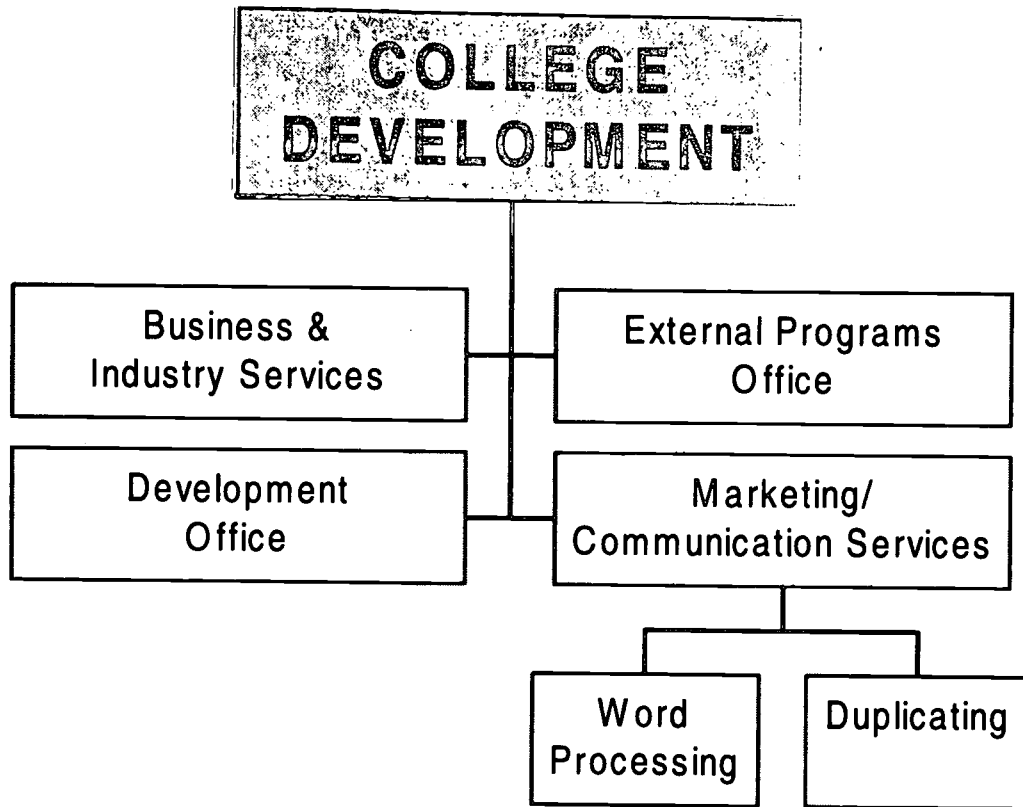 COLLEGE
DEVELOPMENT
Business &
Industry Services
External Programs
Office
Development
Office
Marketing/
Communication Services
Word
Processing
Duplicating